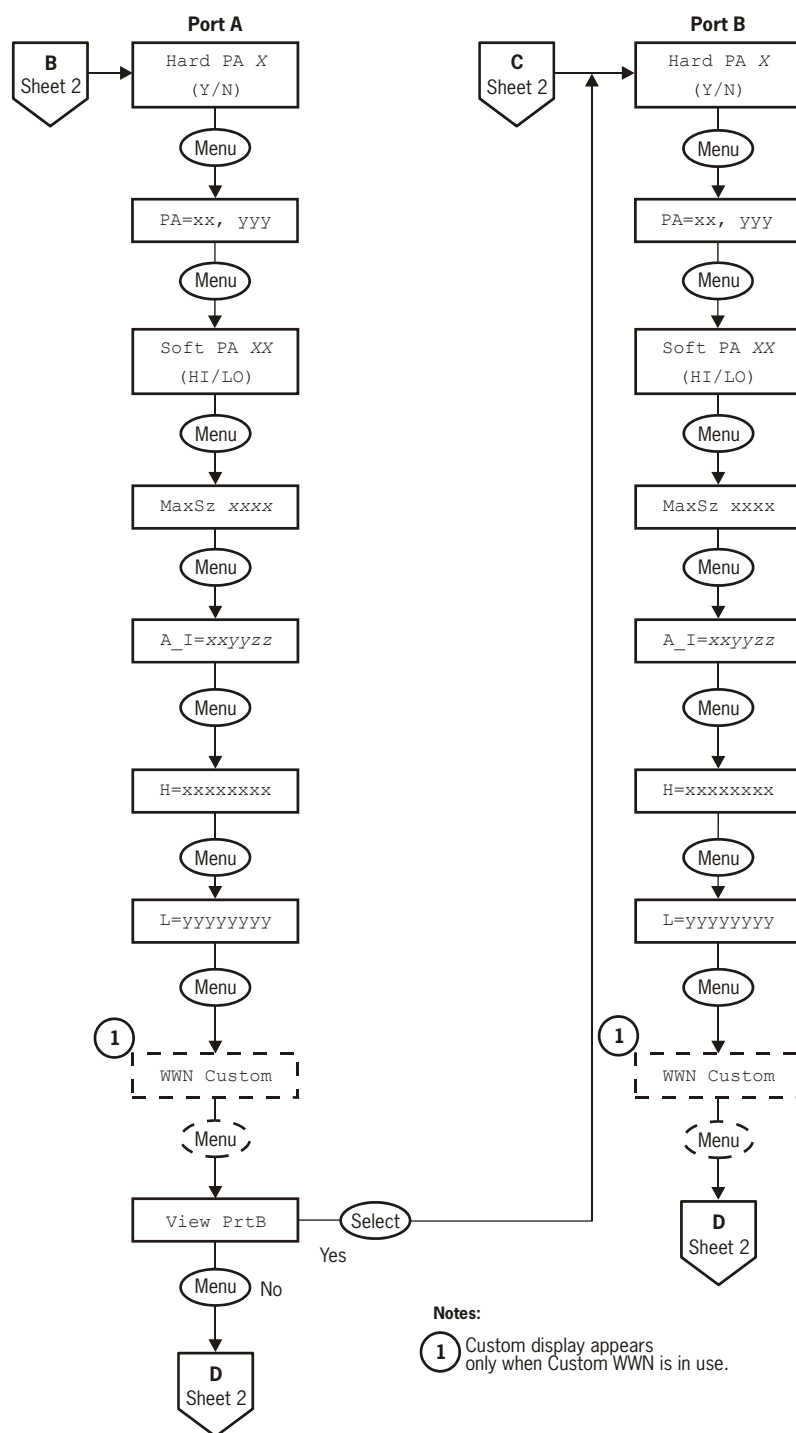 Port A
B
Sheet 2
Hard PA X
(Y/N)
Menu
PA=xx, yyy
Menu
Soft PA XX
(HI/LO)
Menu
MaxSz xxxx
Menu
A_I=xxyyzz
Menu
H=xxxxxxxx
Menu
L=yyyyyyyy
Menu
1
WWN Custom
Menu
View PrtB
Select
Yes
Menu
No
D
Sheet 2
Port B
C
Sheet 2
Hard PA X
(Y/N)
Menu
PA=xx, yyy
Menu
Soft PA XX
(HI/LO)
Menu
MaxSz xxxx
Menu
A_I=xxyyzz
Menu
H=xxxxxxxx
Menu
L=yyyyyyyy
Menu
1
WWN Custom
Menu
D
Sheet 2
Notes:
1 Custom display appears
only when Custom WWN is in use.